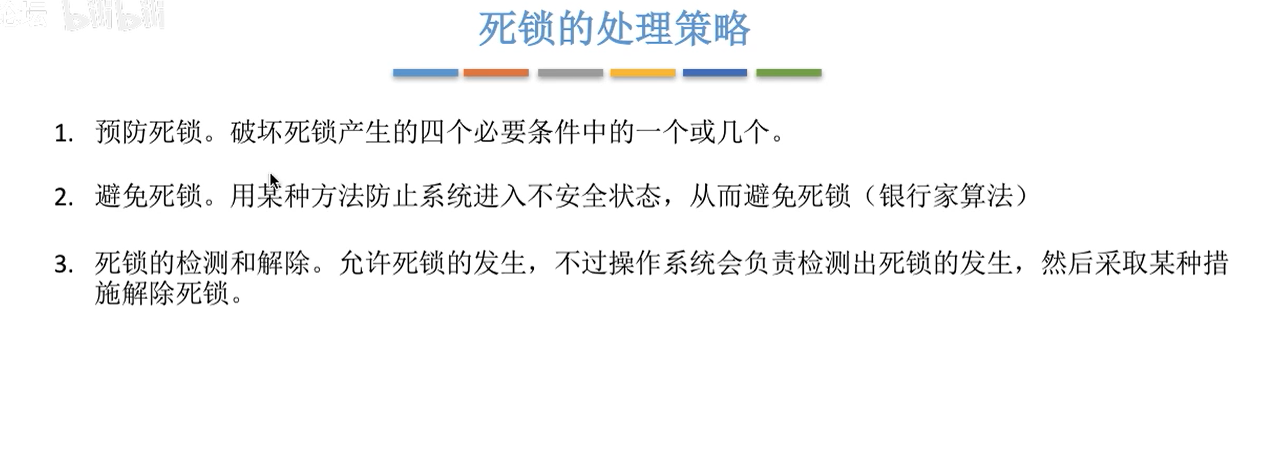 死锁的处理策略
1. 预防死锁。破坏死锁产生的四个必要条件中的一个或几个。
2. 避免死锁。用某种方法防止系统进入不安全状态，从而避免死锁（银行家算法）
3. 死锁的检测和解除。允许死锁的发生，不过操作系统会负责检测出死锁的发生，然后采取某种措
施解除死锁。